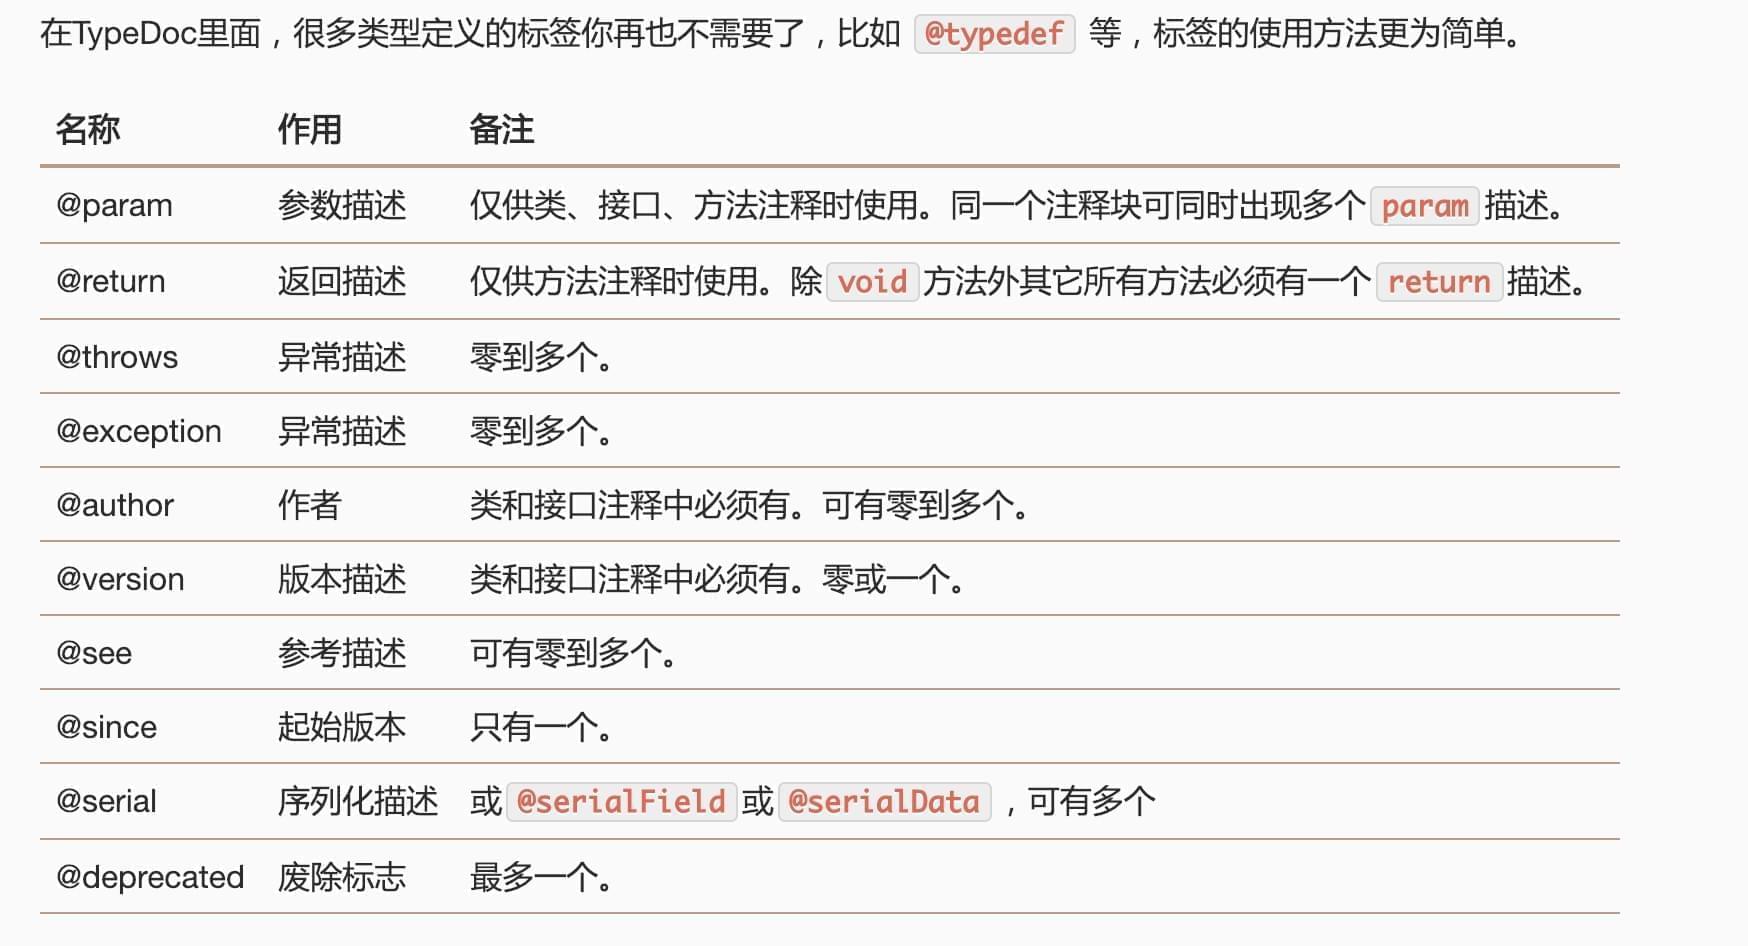 在TypeDoc里面，很多类型定义的标签你再也不需要了，比如 @typedef 等，标签的使用方法更为简单。
名称 作用 备注
@param 参数描述 仅供类、接口、方法注释时使用。同一个注释块可同时出现多个 param 描述。
@return 返回描述 仅供方法注释时使用。除 void 方法外其它所有方法必须有一个 return 描述。
@throws 异常描述 零到多个。
@exception 异常描述 零到多个。
@author 作者 类和接口注释中必须有。可有零到多个。
@version 版本描述 类和接口注释中必须有。零或一个。
@see 参考描述 可有零到多个。
@since 起始版本 只有一个。
@serial 序列化描述 或 @serialField 或 @serialData ，可有多个
@deprecated 废除标志 最多一个。